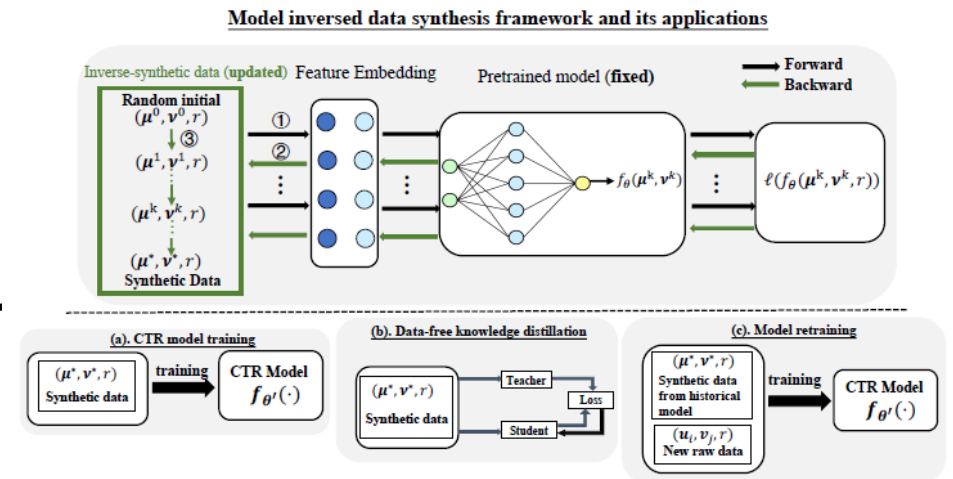 Model inversed data synthesis framework and its applications
Inverse-synthetic data (updated)
Feature Embedding
Pretrained model (fixed)
Forward
Backward
Random initial
(μ⁰, ν⁰, r)
③
(μ¹, ν¹, r)
(μᵏ, νᵏ, r)
(μ*, ν*, r)
Synthetic Data
①
②
⋮
⋮
f_θ(μᵏ, νᵏ)
⋮
ℓ(f_θ(μᵏ, νᵏ, r))
(a). CTR model training
(μ*, ν*, r)
Synthetic data
training
CTR Model
f_θ′(·)
(b). Data-free knowledge distillation
(μ*, ν*, r)
Synthetic data
Teacher
Loss
Student
(c). Model retraining
(μ*, ν*, r)
Synthetic data
from historical
model
(u_i, v_j, r)
New raw data
training
CTR Model
f_θ′(·)